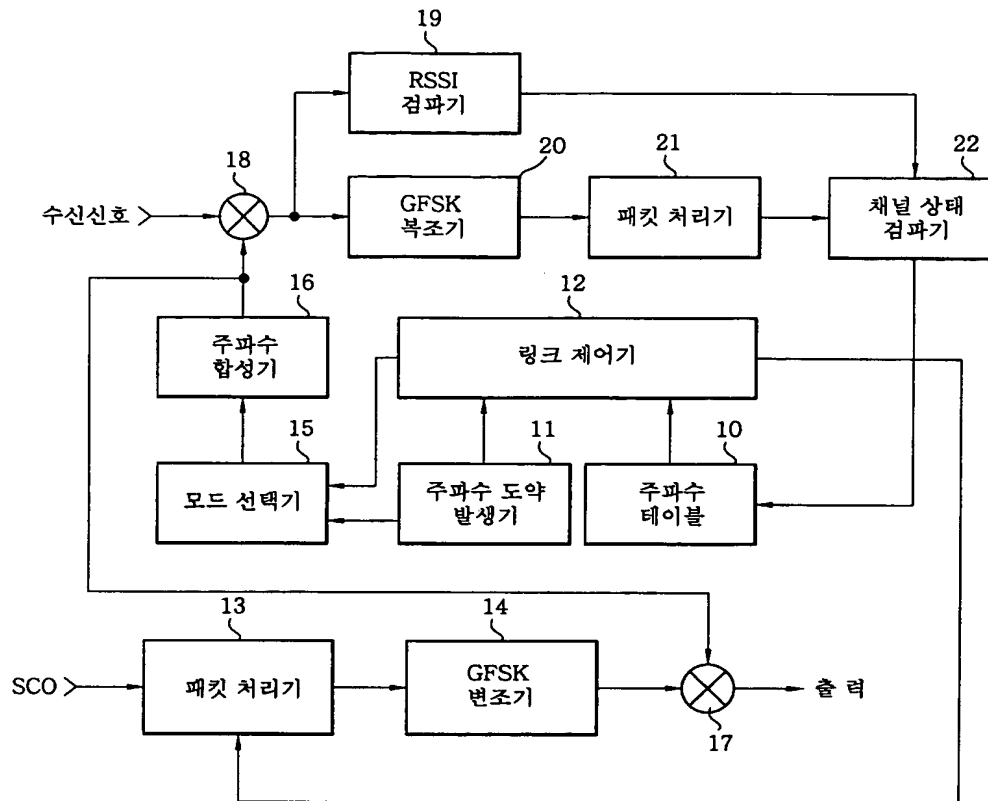 19
RSSI
검파기
18
20
21
22
수신신호
GFSK
복조기
패킷 처리기
채널 상태
검파기
16
12
주파수
합성기
링크 제어기
15
11
10
모드 선택기
주파수 도약
발생기
주파수
테이블
13
14
SCO
패킷 처리기
GFSK
변조기
출 력
17